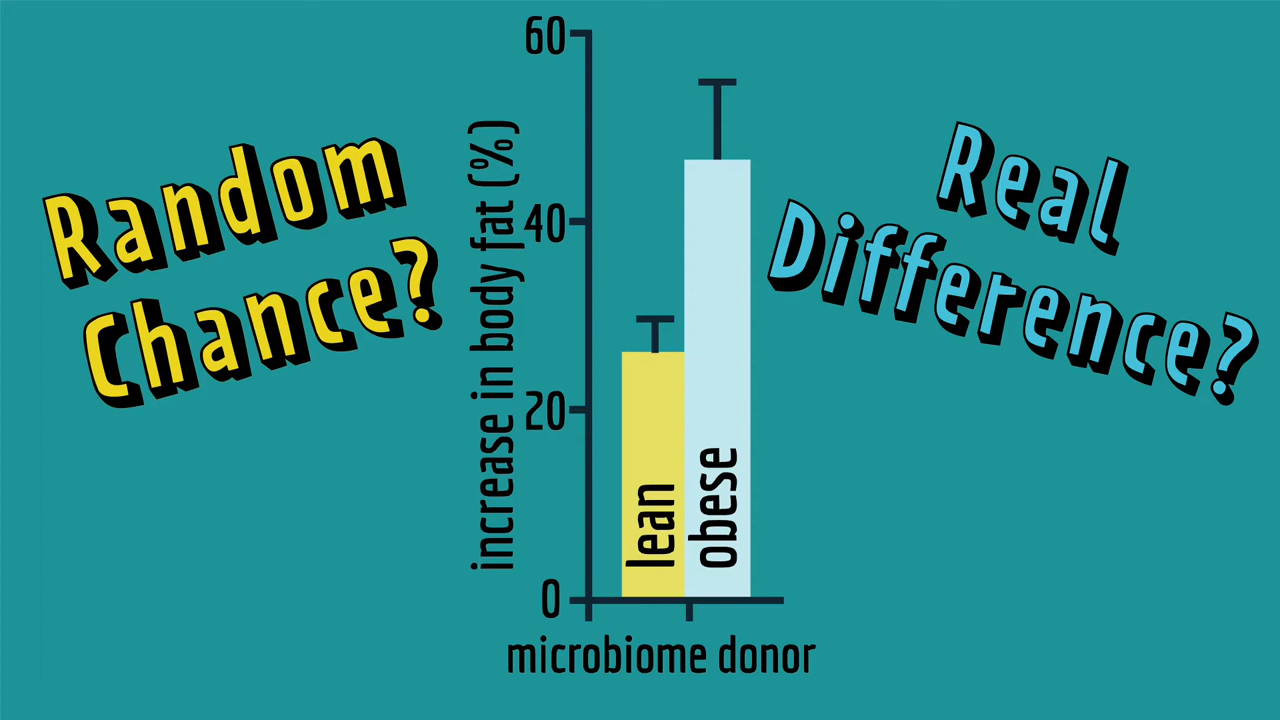 Random
Chance?
60
40
20
0
increase in body fat (%)
lean
obese
microbiome donor
Real
Difference?